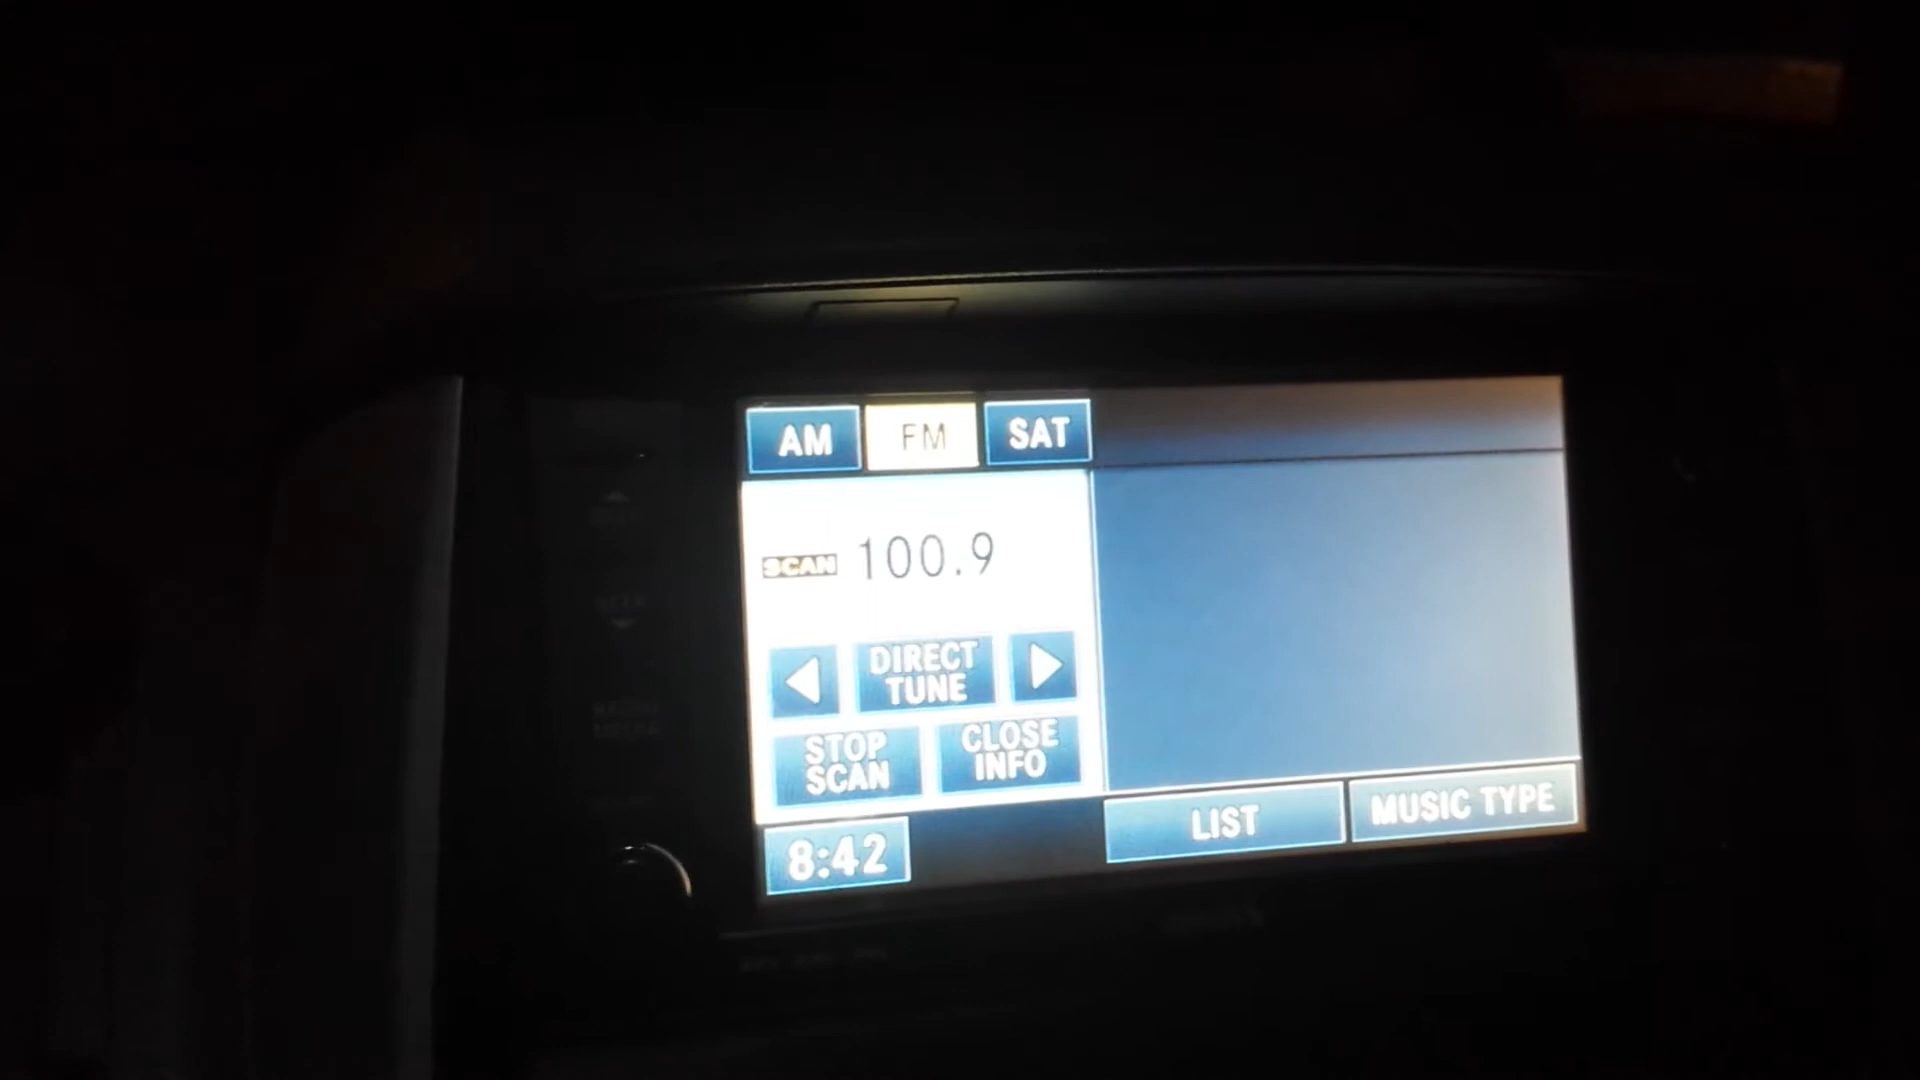 AM FM SAT
SCAN 100.9
DIRECT
TUNE
STOP
SCAN
CLOSE
INFO
LIST
MUSIC TYPE
8:42